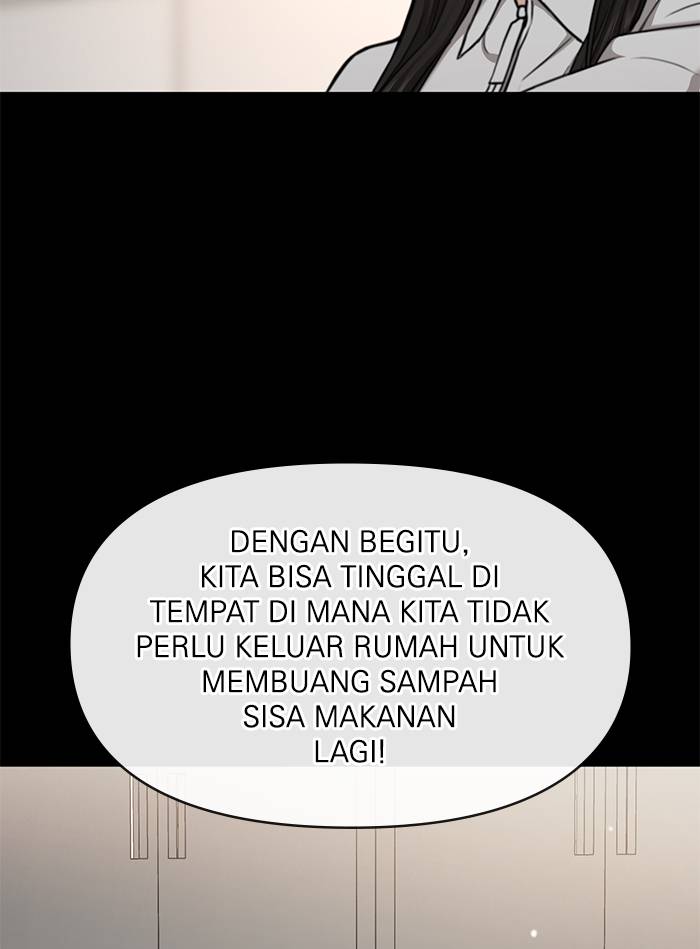 DENGAN BEGITU,
KITA BISA TINGGAL DI
TEMPAT DI MANA KITA TIDAK
PERLU KELUAR RUMAH UNTUK
MEMBUANG SAMPAH
SISA MAKANAN
LAGI!